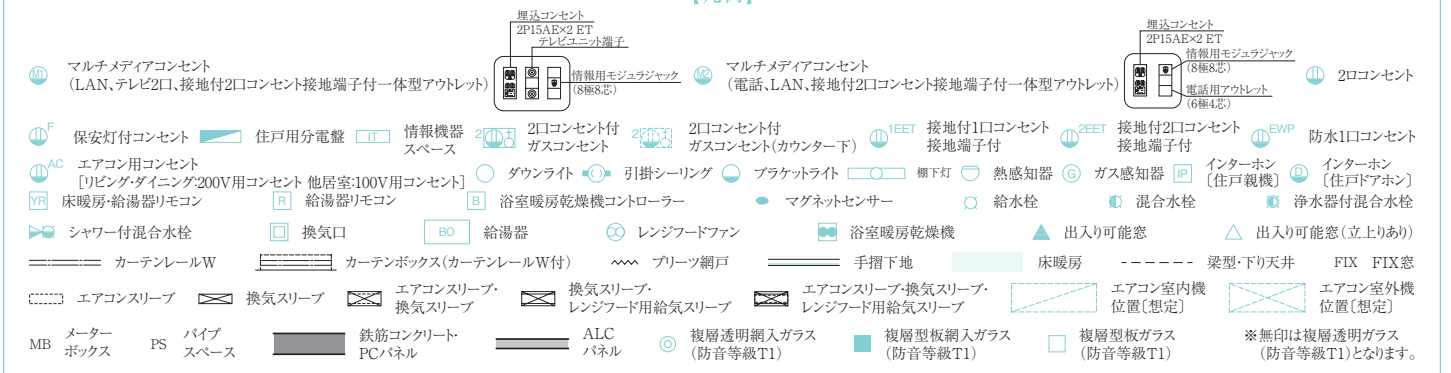 埋込コンセント
2P15AE×2 ET
テレビユニット端子
情報用モジュラジャック
(8極8芯)
M1 マルチメディアコンセント
(LAN、テレビ2口、接地付2口コンセント接地端子付一体型アウトレット)
埋込コンセント
2P15AE×2 ET
情報用モジュラジャック
(8極8芯)
電話用アウトレット
(6極4芯)
M2 マルチメディアコンセント
(電話、LAN、接地付2口コンセント接地端子付一体型アウトレット)
2口コンセント
F 保安灯付コンセント 住戸用分電盤 IT 情報機器
スペース
2 2口コンセント付
ガスコンセント
2 2口コンセント付
ガスコンセント(カウンター下)
1EET 接地付1口コンセント
接地端子付
2EET 接地付2口コンセント
接地端子付
EWP 防水1口コンセント
AC エアコン用コンセント
[リビング・ダイニング:200V用コンセント 他居室:100V用コンセント]
ダウンライト 引掛シーリング ブラケットライト 棚下灯 熱感知器 G ガス感知器 IP インターホン
〔住戸親機〕
D インターホン
〔住戸ドアホン〕
YR 床暖房・給湯器リモコン R 給湯器リモコン B 浴室暖房乾燥機コントローラー マグネットセンサー 給水栓 混合水栓 浄水器付混合水栓
シャワー付混合水栓 換気口 BO 給湯器 レンジフードファン 浴室暖房乾燥機 出入り可能窓 出入り可能窓(立上りあり)
カーテンレールW カーテンボックス(カーテンレールW付) プリーツ網戸 手摺下地 床暖房 梁型・下り天井 FIX FIX窓
エアコンスリーブ 換気スリーブ エアコンスリーブ・
換気スリーブ
換気スリーブ・
レンジフード用給気スリーブ
エアコンスリーブ・換気スリーブ・
レンジフード用給気スリーブ
エアコン室内機
位置〔想定〕
エアコン室外機
位置〔想定〕
MB メーター
ボックス
PS パイプ
スペース
鉄筋コンクリート・
PCパネル
ALC
パネル
複層透明網入ガラス
(防音等級T1)
複層型板網入ガラス
(防音等級T1)
複層型板ガラス
(防音等級T1)
※無印は複層透明ガラス
(防音等級T1)となります。